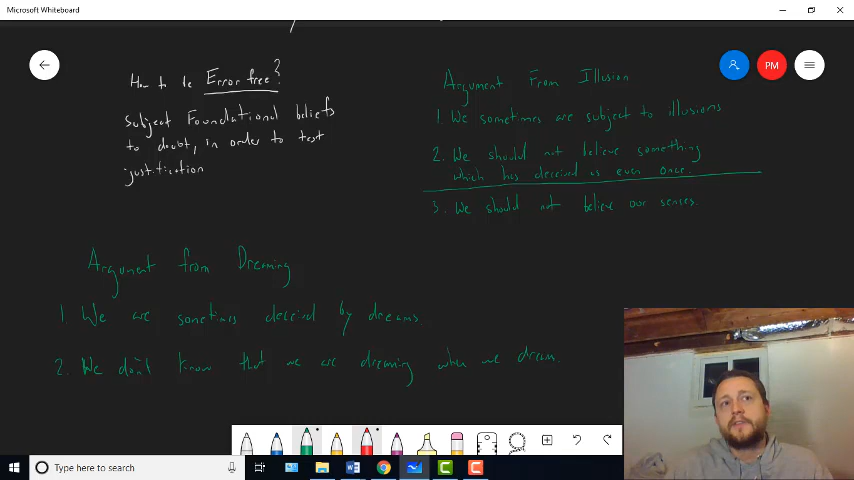 Microsoft Whiteboard
How to be Error free?
Subject Foundational beliefs
to doubt, in order to test
justification
Argument From Illusion
1. We sometimes are subject to illusions
2. We should not believe something
which has deceived us even once.
3. We should not believe our senses.
PM
Argument from Dreaming
1. We are sometimes deceived by dreams.
2. We don't know that we are dreaming when we dream.
Type here to search